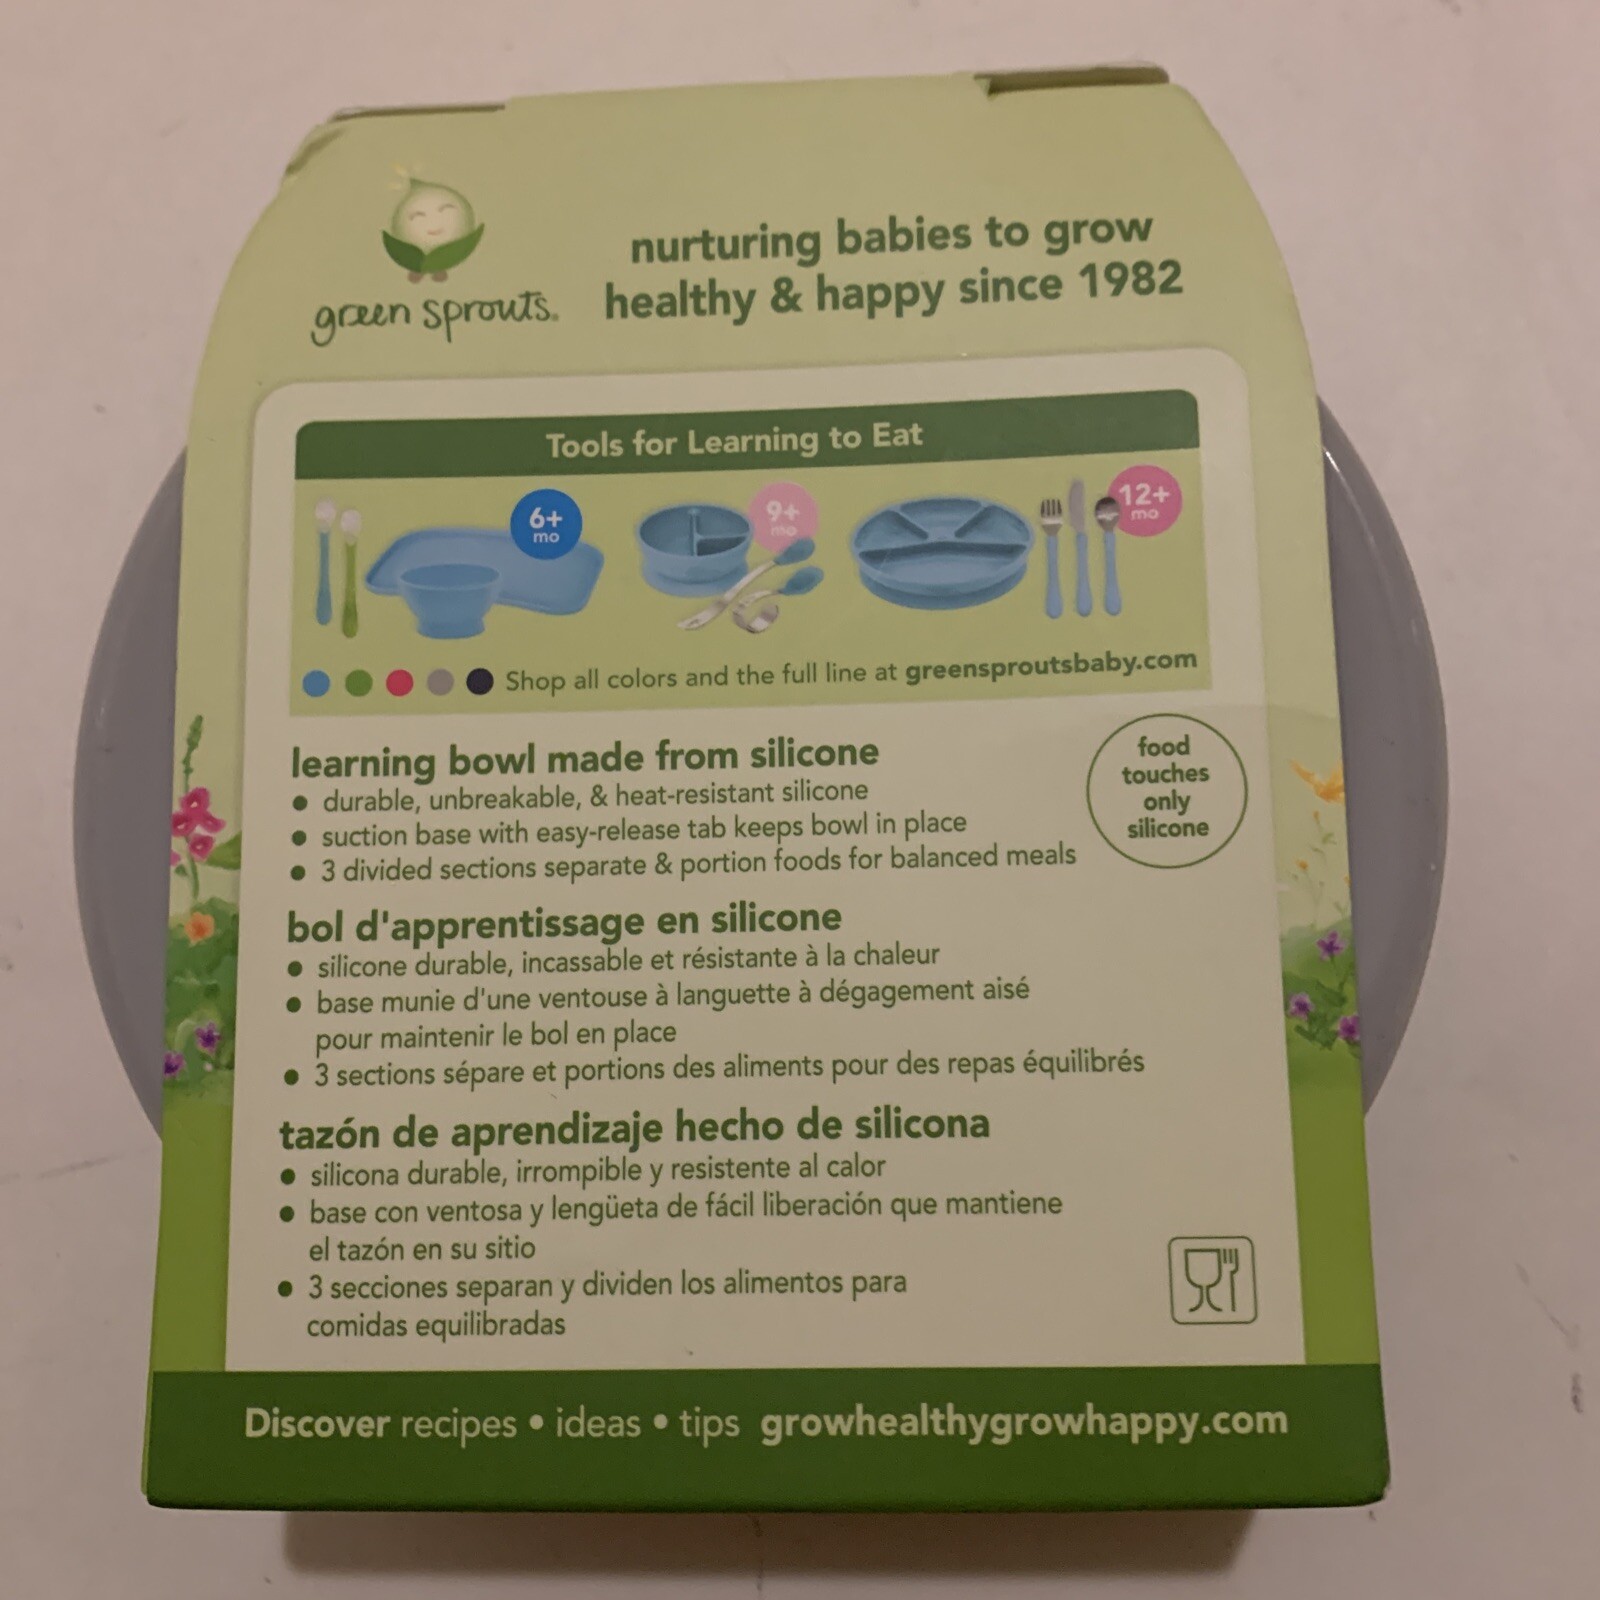 green sprouts.
nurturing babies to grow
healthy & happy since 1982
Tools for Learning to Eat
6+
mo
9+
mo
12+
mo
Shop all colors and the full line at greensproutsbaby.com
learning bowl made from silicone
• durable, unbreakable, & heat-resistant silicone
• suction base with easy-release tab keeps bowl in place
• 3 divided sections separate & portion foods for balanced meals
food
touches
only
silicone
bol d'apprentissage en silicone
• silicone durable, incassable et résistante à la chaleur
• base munie d'une ventouse à languette à dégagement aisé
pour maintenir le bol en place
• 3 sections sépare et portions des aliments pour des repas équilibrés
tazón de aprendizaje hecho de silicona
• silicona durable, irrompible y resistente al calor
• base con ventosa y lengüeta de fácil liberación que mantiene
el tazón en su sitio
• 3 secciones separan y dividen los alimentos para
comidas equilibradas
Discover recipes • ideas • tips growhealthygrowhappy.com